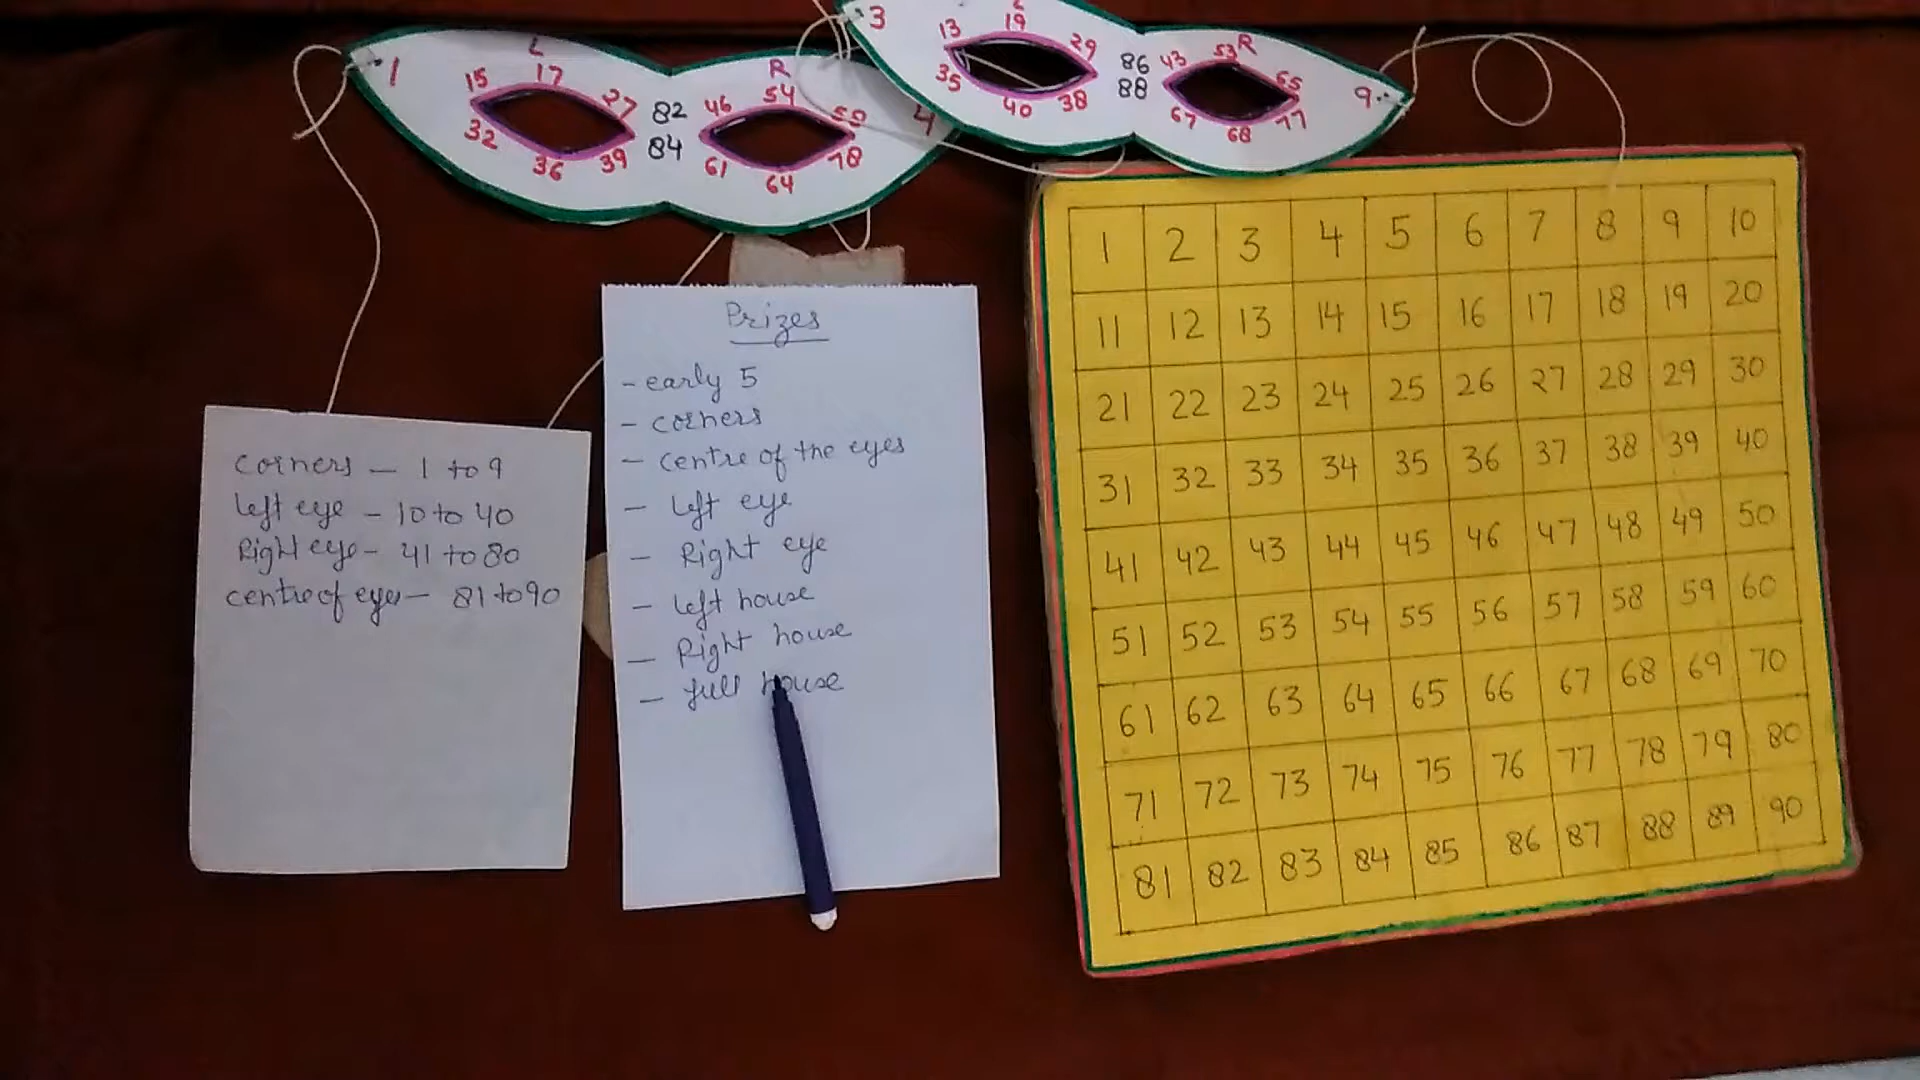 1
L
15 17 27
32 36 39
82
84
R
46 54 59
61 64 78
4
3
L
13 19 29
35 40 38
86
88
R
43 53 65
67 68 77
9
corners - 1 to 9
left eye - 10 to 40
Right eye - 41 to 80
centre of eyes - 81 to 90
Prizes
- early 5
- corners
- centre of the eyes
- left eye
- Right eye
- left house
- Right house
- full house
1 2 3 4 5 6 7 8 9 10
11 12 13 14 15 16 17 18 19 20
21 22 23 24 25 26 27 28 29 30
31 32 33 34 35 36 37 38 39 40
41 42 43 44 45 46 47 48 49 50
51 52 53 54 55 56 57 58 59 60
61 62 63 64 65 66 67 68 69 70
71 72 73 74 75 76 77 78 79 80
81 82 83 84 85 86 87 88 89 90